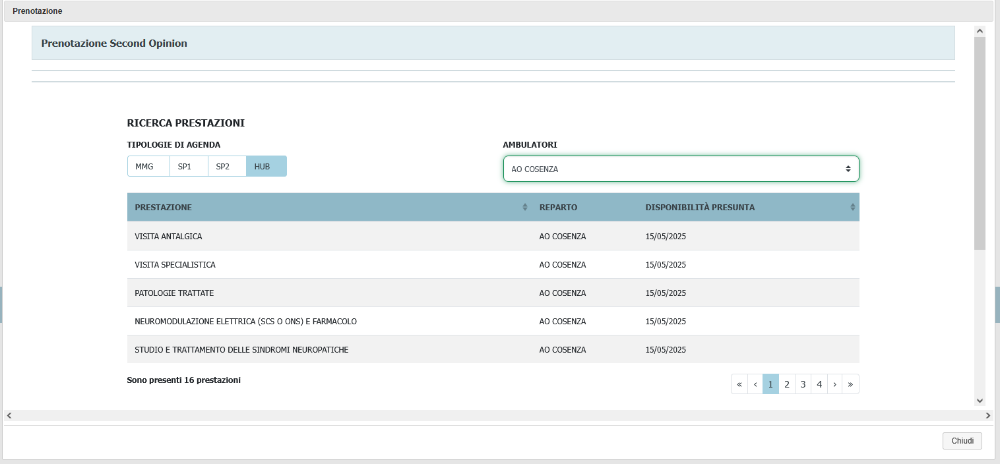 Prenotazione
Prenotazione Second Opinion
RICERCA PRESTAZIONI
TIPOLOGIE DI AGENDA AMBULATORI
MMG SP1 SP2 HUB AO COSENZA
PRESTAZIONE REPARTO DISPONIBILITÀ PRESUNTA
VISITA ANTALGICA AO COSENZA 15/05/2025
VISITA SPECIALISTICA AO COSENZA 15/05/2025
PATOLOGIE TRATTATE AO COSENZA 15/05/2025
NEUROMODULAZIONE ELETTRICA (SCS O ONS) E FARMACOLO AO COSENZA 15/05/2025
STUDIO E TRATTAMENTO DELLE SINDROMI NEUROPATICHE AO COSENZA 15/05/2025
Sono presenti 16 prestazioni « ‹ 1 2 3 4 › »
Chiudi